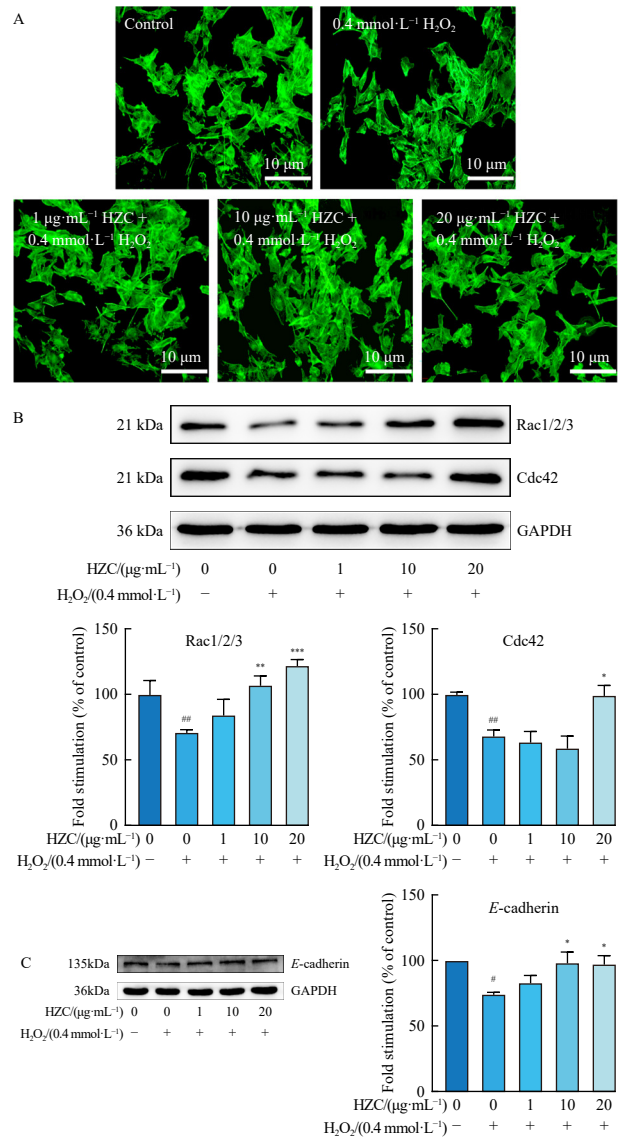 A
Control
0.4 mmol·L⁻¹ H₂O₂
10 μm
10 μm
1 μg·mL⁻¹ HZC +
0.4 mmol·L⁻¹ H₂O₂
10 μg·mL⁻¹ HZC +
0.4 mmol·L⁻¹ H₂O₂
20 μg·mL⁻¹ HZC +
0.4 mmol·L⁻¹ H₂O₂
10 μm
10 μm
10 μm
B
21 kDa Rac1/2/3
21 kDa Cdc42
36 kDa GAPDH
HZC/(μg·mL⁻¹) 0 0 1 10 20
H₂O₂/(0.4 mmol·L⁻¹) − + + + +
Rac1/2/3
Fold stimulation (% of control)
150
100
50
0
## ** ***
HZC/(μg·mL⁻¹) 0 0 1 10 20
H₂O₂/(0.4 mmol·L⁻¹) − + + + +
Cdc42
Fold stimulation (% of control)
150
100
50
0
## *
HZC/(μg·mL⁻¹) 0 0 1 10 20
H₂O₂/(0.4 mmol·L⁻¹) − + + + +
C
135kDa E-cadherin
36kDa GAPDH
HZC/(μg·mL⁻¹) 0 0 1 10 20
H₂O₂/(0.4 mmol·L⁻¹) − + + + +
E-cadherin
Fold stimulation (% of control)
150
100
50
0
# * *
HZC/(μg·mL⁻¹) 0 0 1 10 20
H₂O₂/(0.4 mmol·L⁻¹) − + + + +